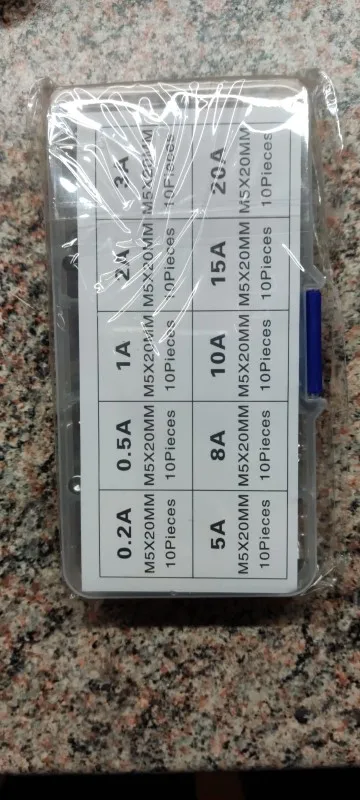 0.2A
M5X20MM
10Pieces
0.5A
M5X20MM
10Pieces
1A
M5X20MM
10Pieces
2A
M5X20MM
10Pieces
3A
M5X20MM
10Pieces
5A
M5X20MM
10Pieces
8A
M5X20MM
10Pieces
10A
M5X20MM
10Pieces
15A
M5X20MM
10Pieces
20A
M5X20MM
10Pieces